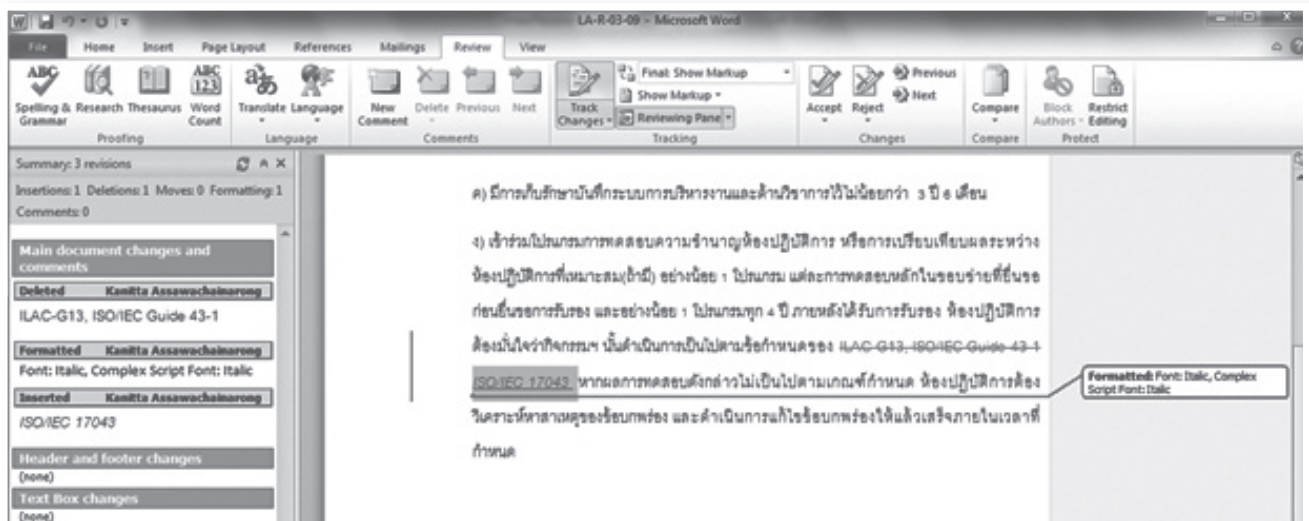 LA-R-03-09 - Microsoft Word
File Home Insert Page Layout References Mailings Review View
ABC ABC 123
Spelling & Grammar Research Thesaurus Word Count Translate Language New Comment Delete Previous Next Track Changes Final: Show Markup Show Markup Reviewing Pane Accept Reject Previous Next Compare Block Authors Restrict Editing
Proofing Language Comments Tracking Changes Compare Protect
Summary: 3 revisions
Insertions: 1 Deletions: 1 Moves: 0 Formatting: 1
Comments: 0
Main document changes and comments
Deleted Kanitta Assawachainarong
ILAC-G13, ISO/IEC Guide 43-1
Formatted Kanitta Assawachainarong
Font: Italic, Complex Script Font: Italic
Inserted Kanitta Assawachainarong
ISO/IEC 17043
Header and footer changes
(none)
Text Box changes
(none)
ค) มีการเก็บรักษาบันทึกระบบการบริหารงานและด้านวิชาการไว้ไม่น้อยกว่า 3 ปี 6 เดือน
ง) เข้าร่วมโปรแกรมการทดสอบความชำนาญห้องปฏิบัติการ หรือการเปรียบเทียบผลระหว่าง
ห้องปฏิบัติการที่เหมาะสม(ถ้ามี) อย่างน้อย 1 โปรแกรม แต่ละการทดสอบหลักในขอบข่ายที่ยื่นขอ
ก่อนยื่นขอการรับรอง และอย่างน้อย 1 โปรแกรมทุก 4 ปี ภายหลังได้รับการรับรอง ห้องปฏิบัติการ
ต้องมั่นใจว่ากิจกรรมฯ นั้นดำเนินการเป็นไปตามข้อกำหนดของ ILAC-G13, ISO/IEC Guide 43-1
ISO/IEC 17043 หากผลการทดสอบดังกล่าวไม่เป็นไปตามเกณฑ์กำหนด ห้องปฏิบัติการต้อง
วิเคราะห์หาสาเหตุของข้อบกพร่อง และดำเนินการแก้ไขข้อบกพร่องให้แล้วเสร็จภายในเวลาที่
กำหนด
Formatted: Font: Italic, Complex
Script Font: Italic